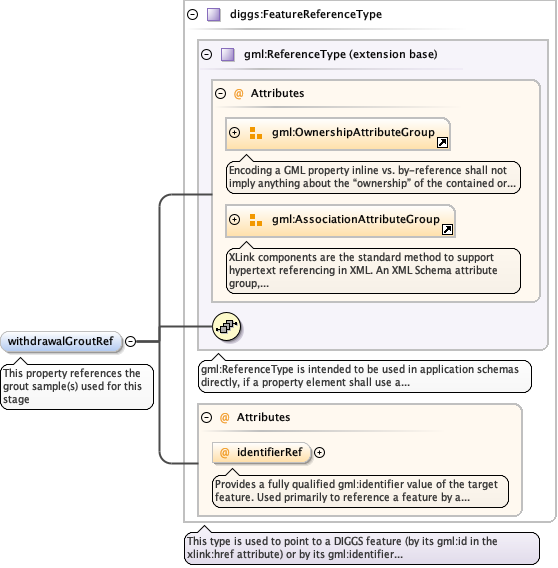 diggs:FeatureReferenceType
gml:ReferenceType (extension base)
@ Attributes
gml:OwnershipAttributeGroup
Encoding a GML property inline vs. by-reference shall not
imply anything about the “ownership” of the contained or...
gml:AssociationAttributeGroup
XLink components are the standard method to support
hypertext referencing in XML. An XML Schema attribute
group,...
withdrawalGroutRef
This property references the
grout sample(s) used for this
stage
gml:ReferenceType is intended to be used in application schemas
directly, if a property element shall use a...
@ Attributes
@ identifierRef
Provides a fully qualified gml:identifier value of the target
feature. Used primarily to reference a feature by a...
This type is used to point to a DIGGS feature (by its gml:id in the
xlink:href attribute) or by its gml:identifier...